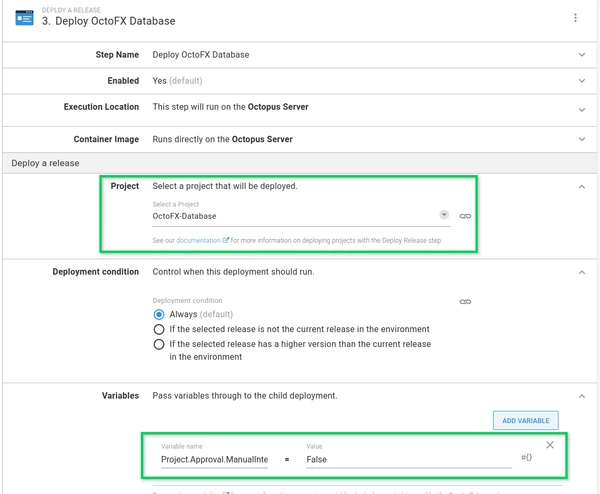 DEPLOY A RELEASE
3. Deploy OctoFX Database
Step Name Deploy OctoFX Database
Enabled Yes (default)
Execution Location This step will run on the Octopus Server
Container Image Runs directly on the Octopus Server
Deploy a release
Project Select a project that will be deployed.
Select a Project
OctoFX-Database
See our documentation for more information on deploying projects with the Deploy Release step.
Deployment condition Control when this deployment should run.
Deployment condition
Always (default)
If the selected release is not the current release in the environment
If the selected release has a higher version than the current release
in the environment
Variables Pass variables through to the child deployment.
ADD VARIABLE
Variable name Value
Project.Approval.ManualInte = False #{}